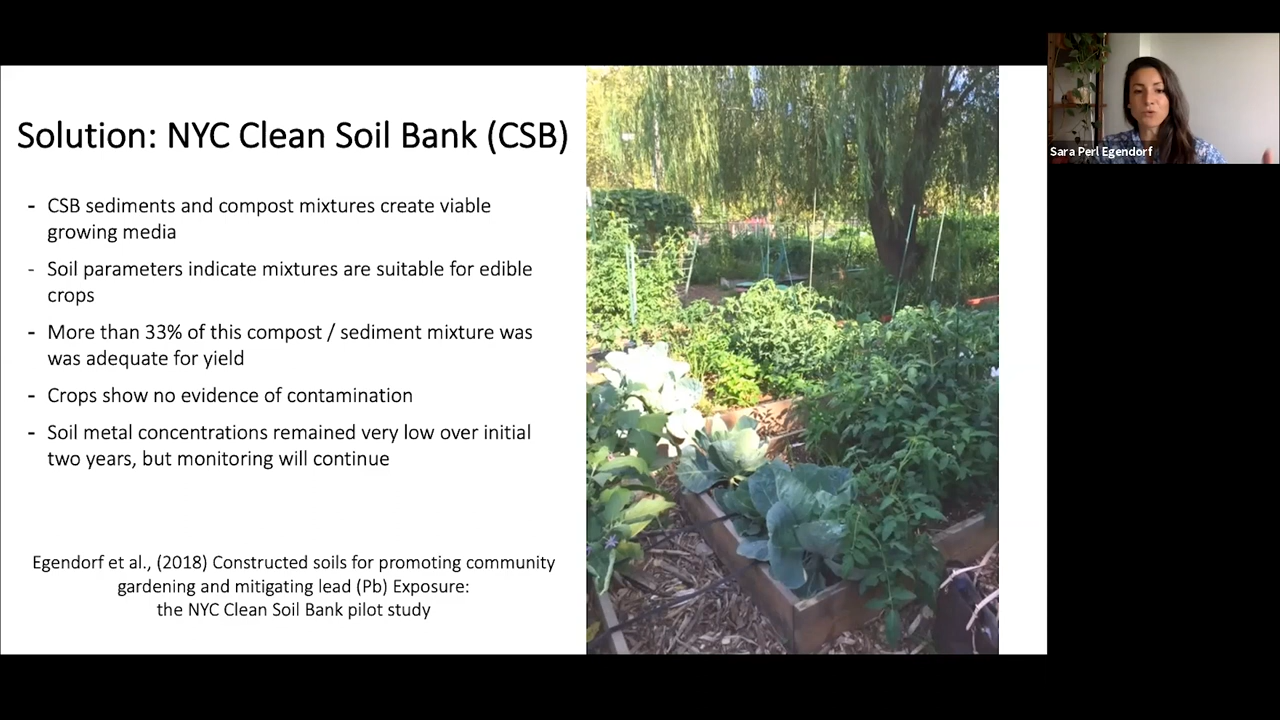 Solution: NYC Clean Soil Bank (CSB)
- CSB sediments and compost mixtures create viable
growing media
- Soil parameters indicate mixtures are suitable for edible
crops
- More than 33% of this compost / sediment mixture was
was adequate for yield
- Crops show no evidence of contamination
- Soil metal concentrations remained very low over initial
two years, but monitoring will continue
Egendorf et al., (2018) Constructed soils for promoting community
gardening and mitigating lead (Pb) Exposure:
the NYC Clean Soil Bank pilot study
Sara Perl Egendorf